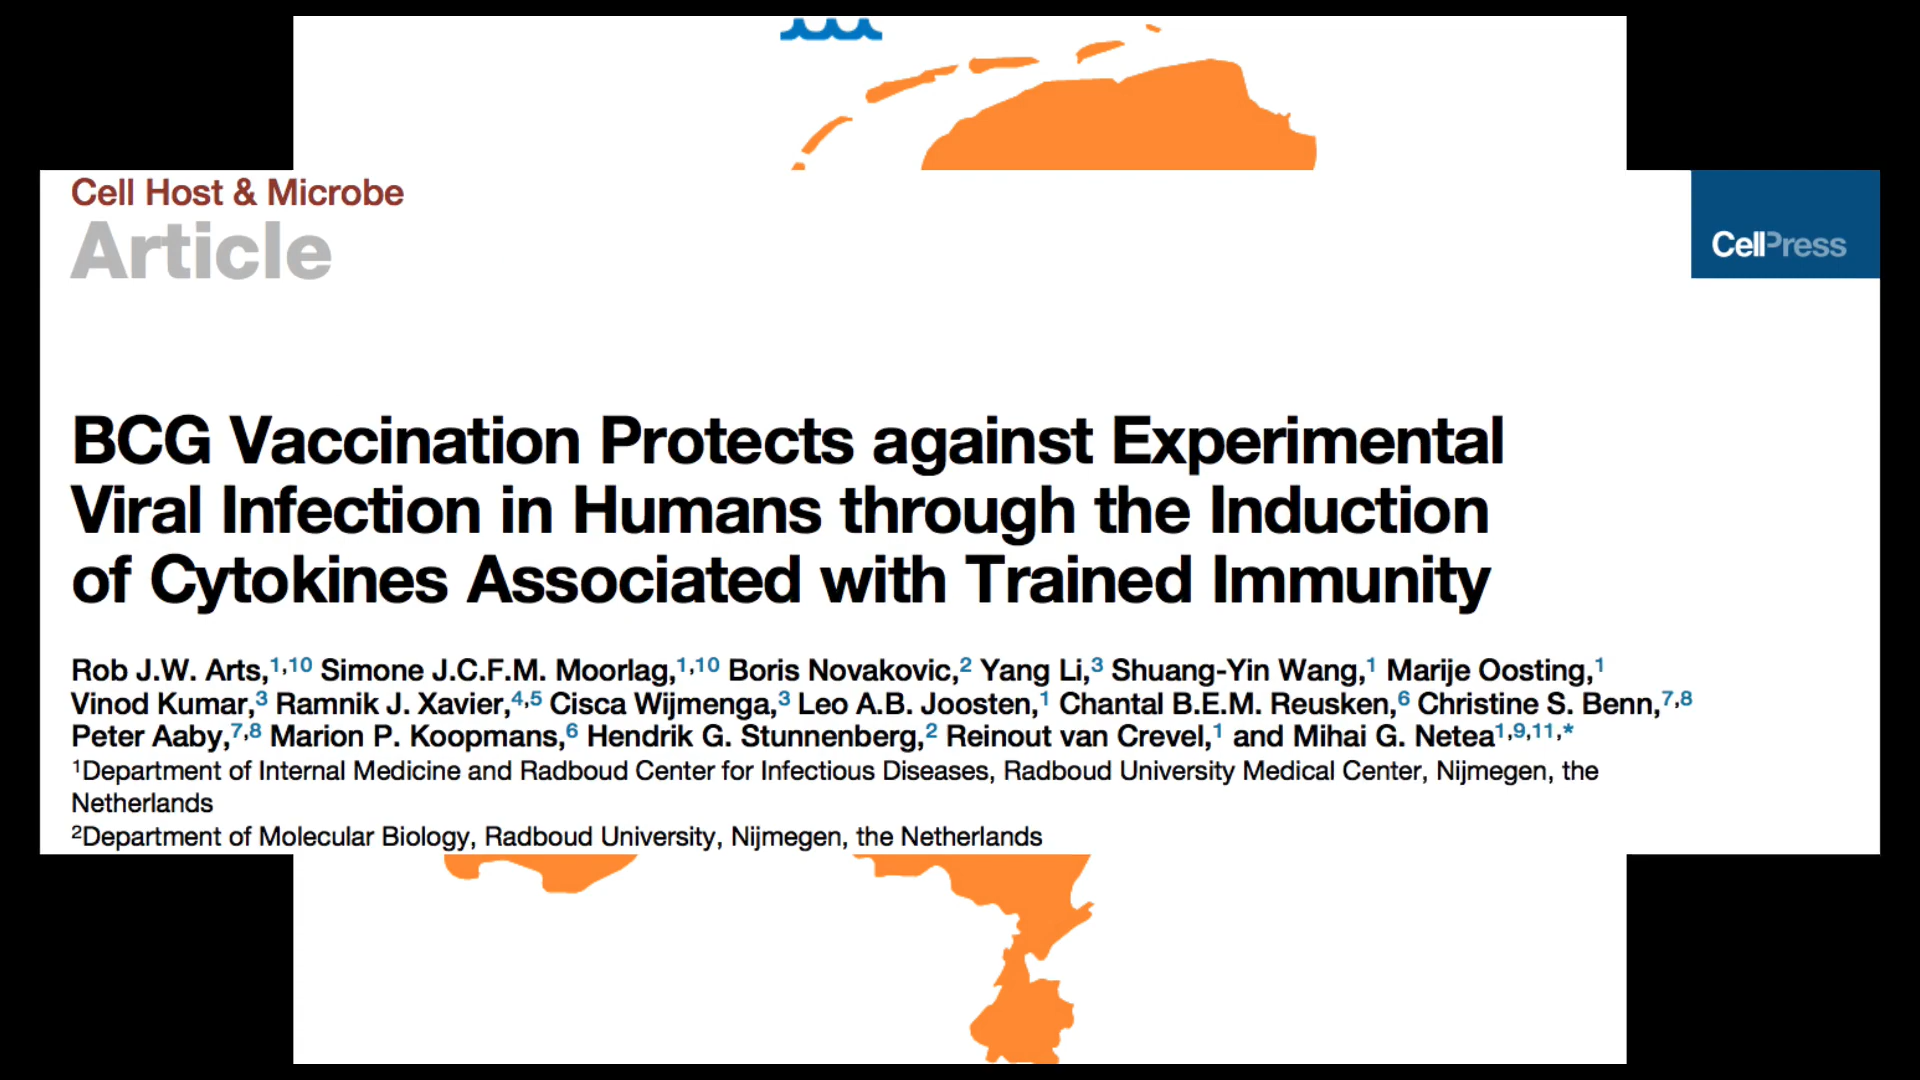 Cell Host & Microbe
Article
CellPress
BCG Vaccination Protects against Experimental
Viral Infection in Humans through the Induction
of Cytokines Associated with Trained Immunity
Rob J.W. Arts,1,10 Simone J.C.F.M. Moorlag,1,10 Boris Novakovic,2 Yang Li,3 Shuang-Yin Wang,1 Marije Oosting,1
Vinod Kumar,3 Ramnik J. Xavier,4,5 Cisca Wijmenga,3 Leo A.B. Joosten,1 Chantal B.E.M. Reusken,6 Christine S. Benn,7,8
Peter Aaby,7,8 Marion P. Koopmans,6 Hendrik G. Stunnenberg,2 Reinout van Crevel,1 and Mihai G. Netea1,9,11,*
1Department of Internal Medicine and Radboud Center for Infectious Diseases, Radboud University Medical Center, Nijmegen, the
Netherlands
2Department of Molecular Biology, Radboud University, Nijmegen, the Netherlands